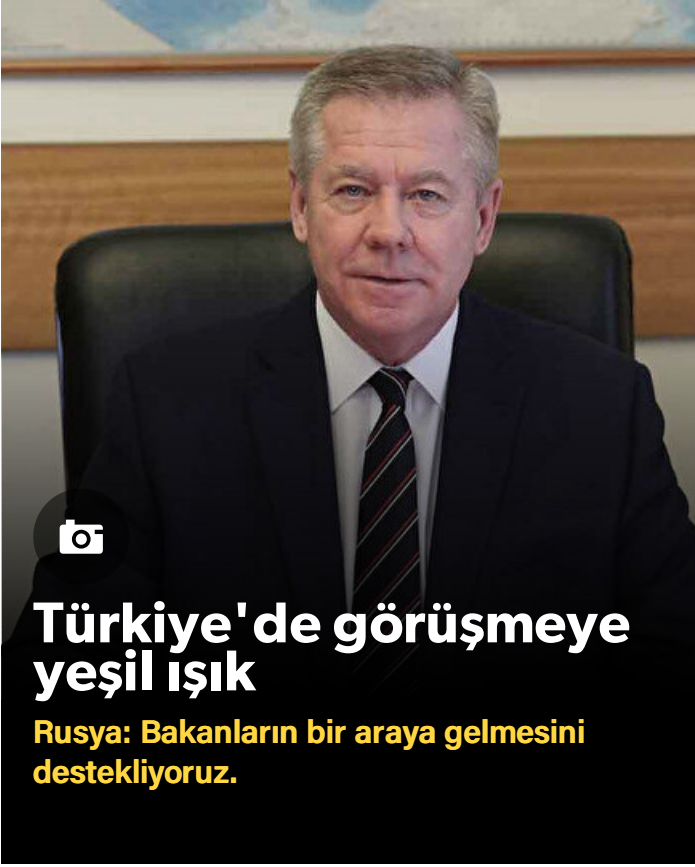 Türkiye'de görüşmeye
yeşil ışık
Rusya: Bakanların bir araya gelmesini
destekliyoruz.